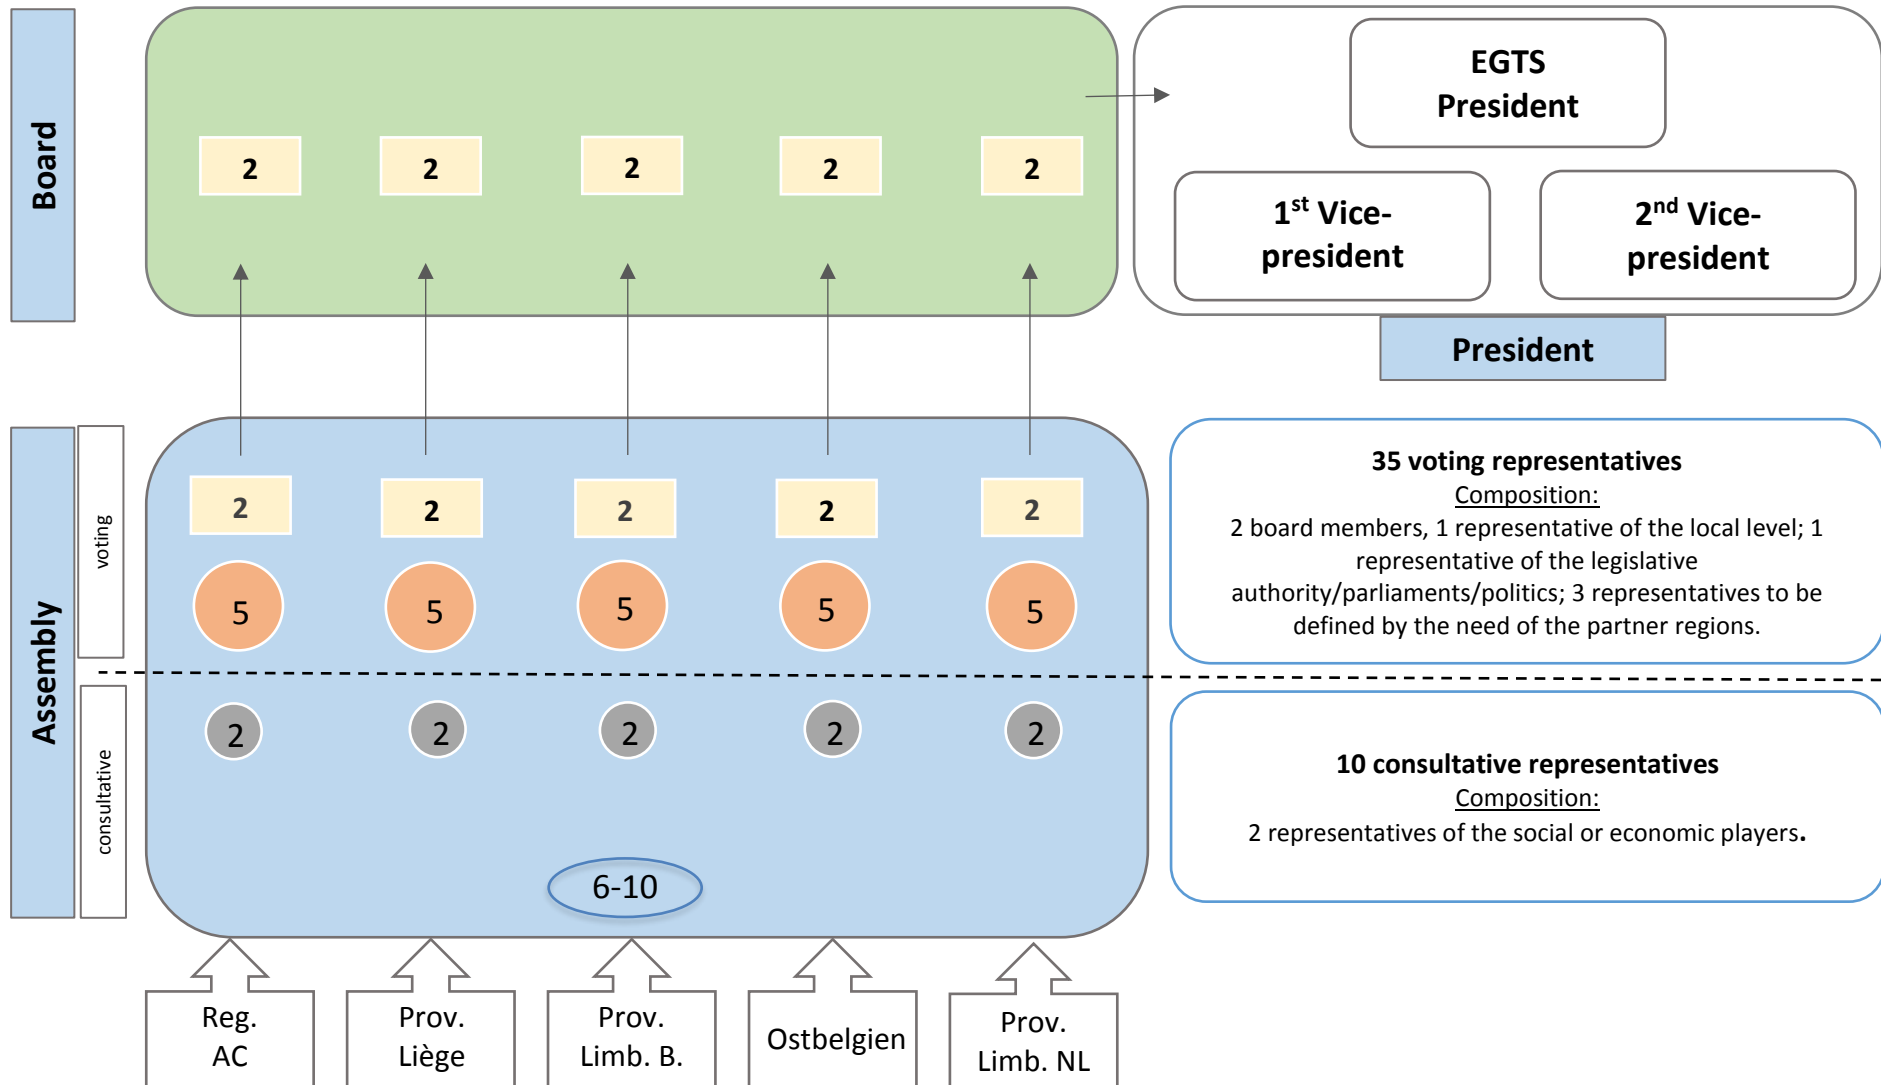 Board
2
2
2
2
2
EGTS
President
1st Vice-
president
2nd Vice-
president
President
Assembly
voting
consultative
2
2
2
2
2
5
5
5
5
5
2
2
2
2
2
6-10
35 voting representatives
Composition:
2 board members, 1 representative of the local level; 1
representative of the legislative
authority/parliaments/politics; 3 representatives to be
defined by the need of the partner regions.
10 consultative representatives
Composition:
2 representatives of the social or economic players.
Reg.
AC
Prov.
Liège
Prov.
Limb. B.
Ostbelgien
Prov.
Limb. NL